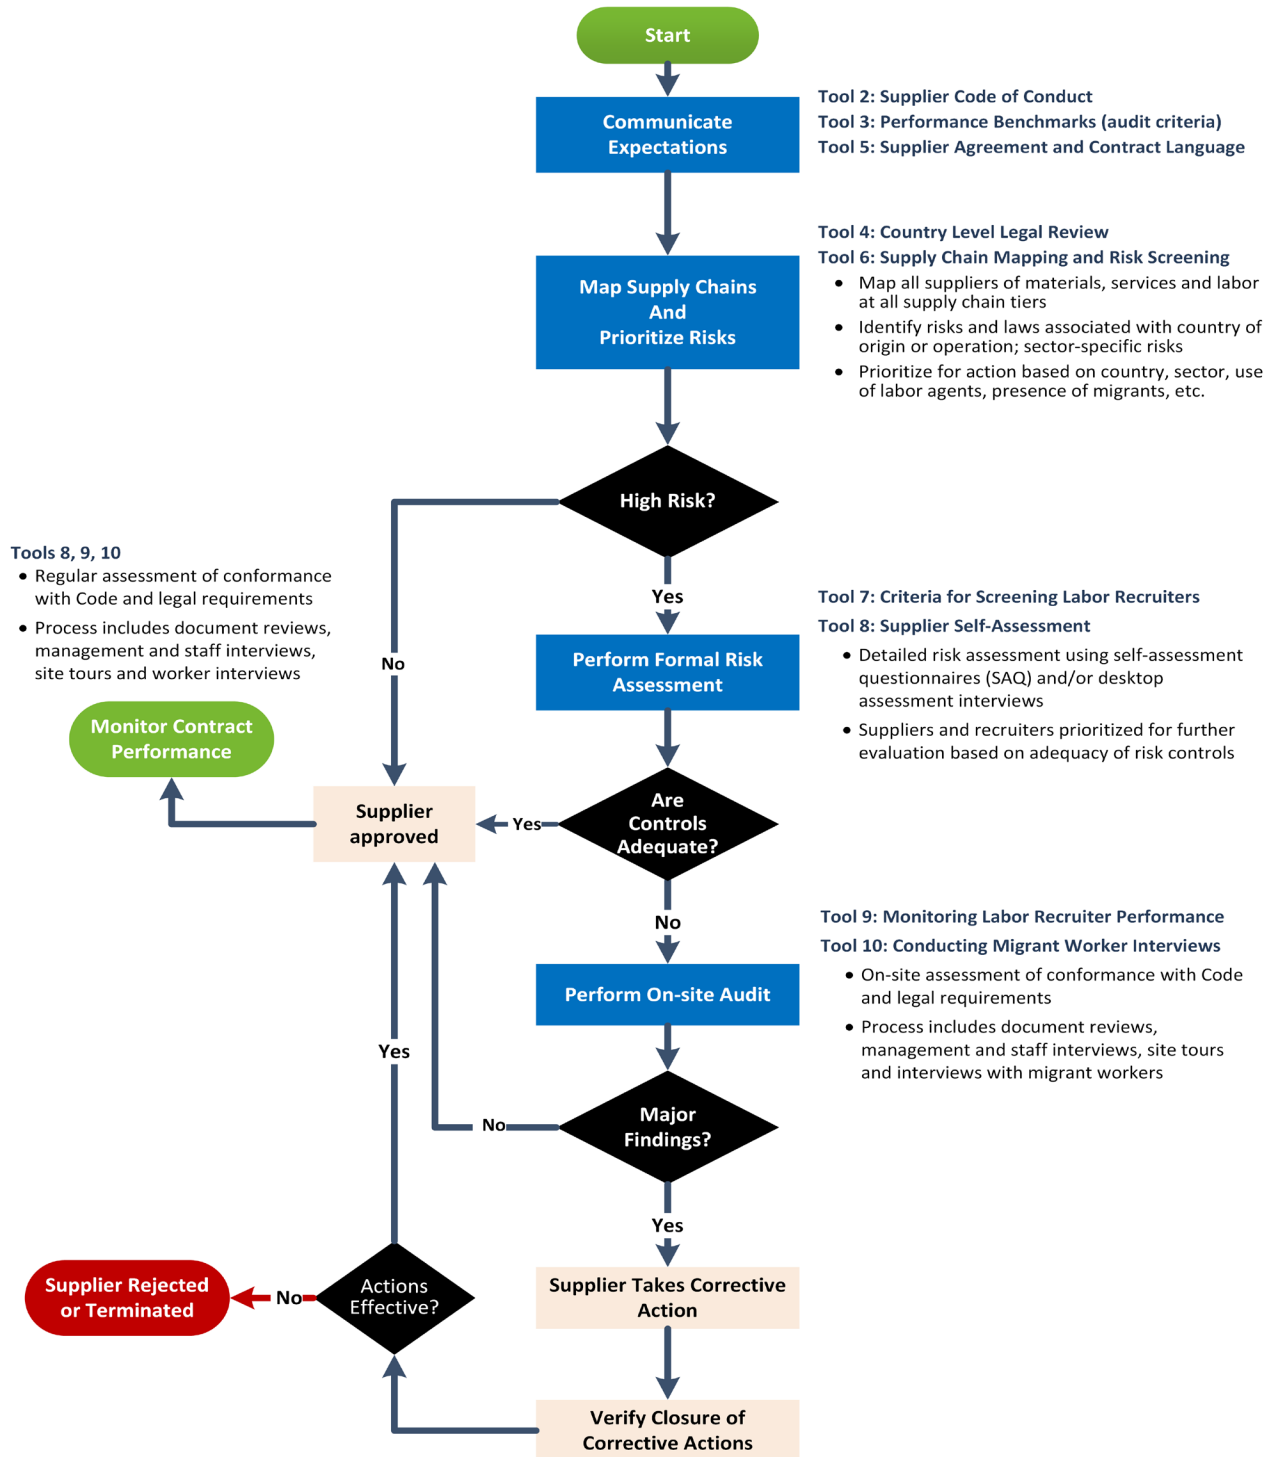 Start
Communicate
Expectations
Tool 2: Supplier Code of Conduct
Tool 3: Performance Benchmarks (audit criteria)
Tool 5: Supplier Agreement and Contract Language
Map Supply Chains
And
Prioritize Risks
Tool 4: Country Level Legal Review
Tool 6: Supply Chain Mapping and Risk Screening
• Map all suppliers of materials, services and labor
at all supply chain tiers
• Identify risks and laws associated with country of
origin or operation; sector-specific risks
• Prioritize for action based on country, sector, use
of labor agents, presence of migrants, etc.
High Risk?
No
Yes
Tools 8, 9, 10
• Regular assessment of conformance
with Code and legal requirements
• Process includes document reviews,
management and staff interviews,
site tours and worker interviews
Perform Formal Risk
Assessment
Tool 7: Criteria for Screening Labor Recruiters
Tool 8: Supplier Self-Assessment
• Detailed risk assessment using self-assessment
questionnaires (SAQ) and/or desktop
assessment interviews
• Suppliers and recruiters prioritized for further
evaluation based on adequacy of risk controls
Monitor Contract
Performance
Supplier
approved
Yes
Are
Controls
Adequate?
No
Perform On-site Audit
Tool 9: Monitoring Labor Recruiter Performance
Tool 10: Conducting Migrant Worker Interviews
• On-site assessment of conformance with Code
and legal requirements
• Process includes document reviews,
management and staff interviews, site tours
and interviews with migrant workers
Yes
No
Major
Findings?
Yes
Supplier Rejected
or Terminated
No
Actions
Effective?
Supplier Takes Corrective
Action
Verify Closure of
Corrective Actions